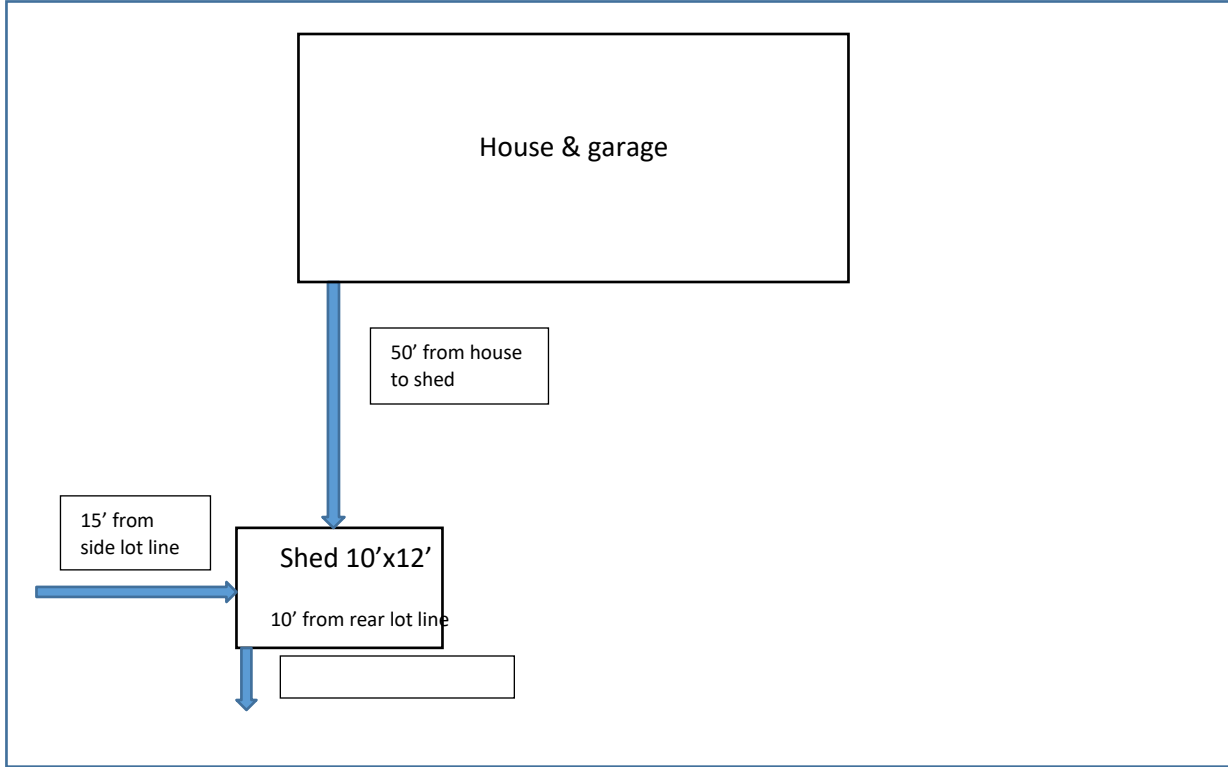 House & garage
50’ from house
to shed
15’ from
side lot line
Shed 10’x12’
10’ from rear lot line